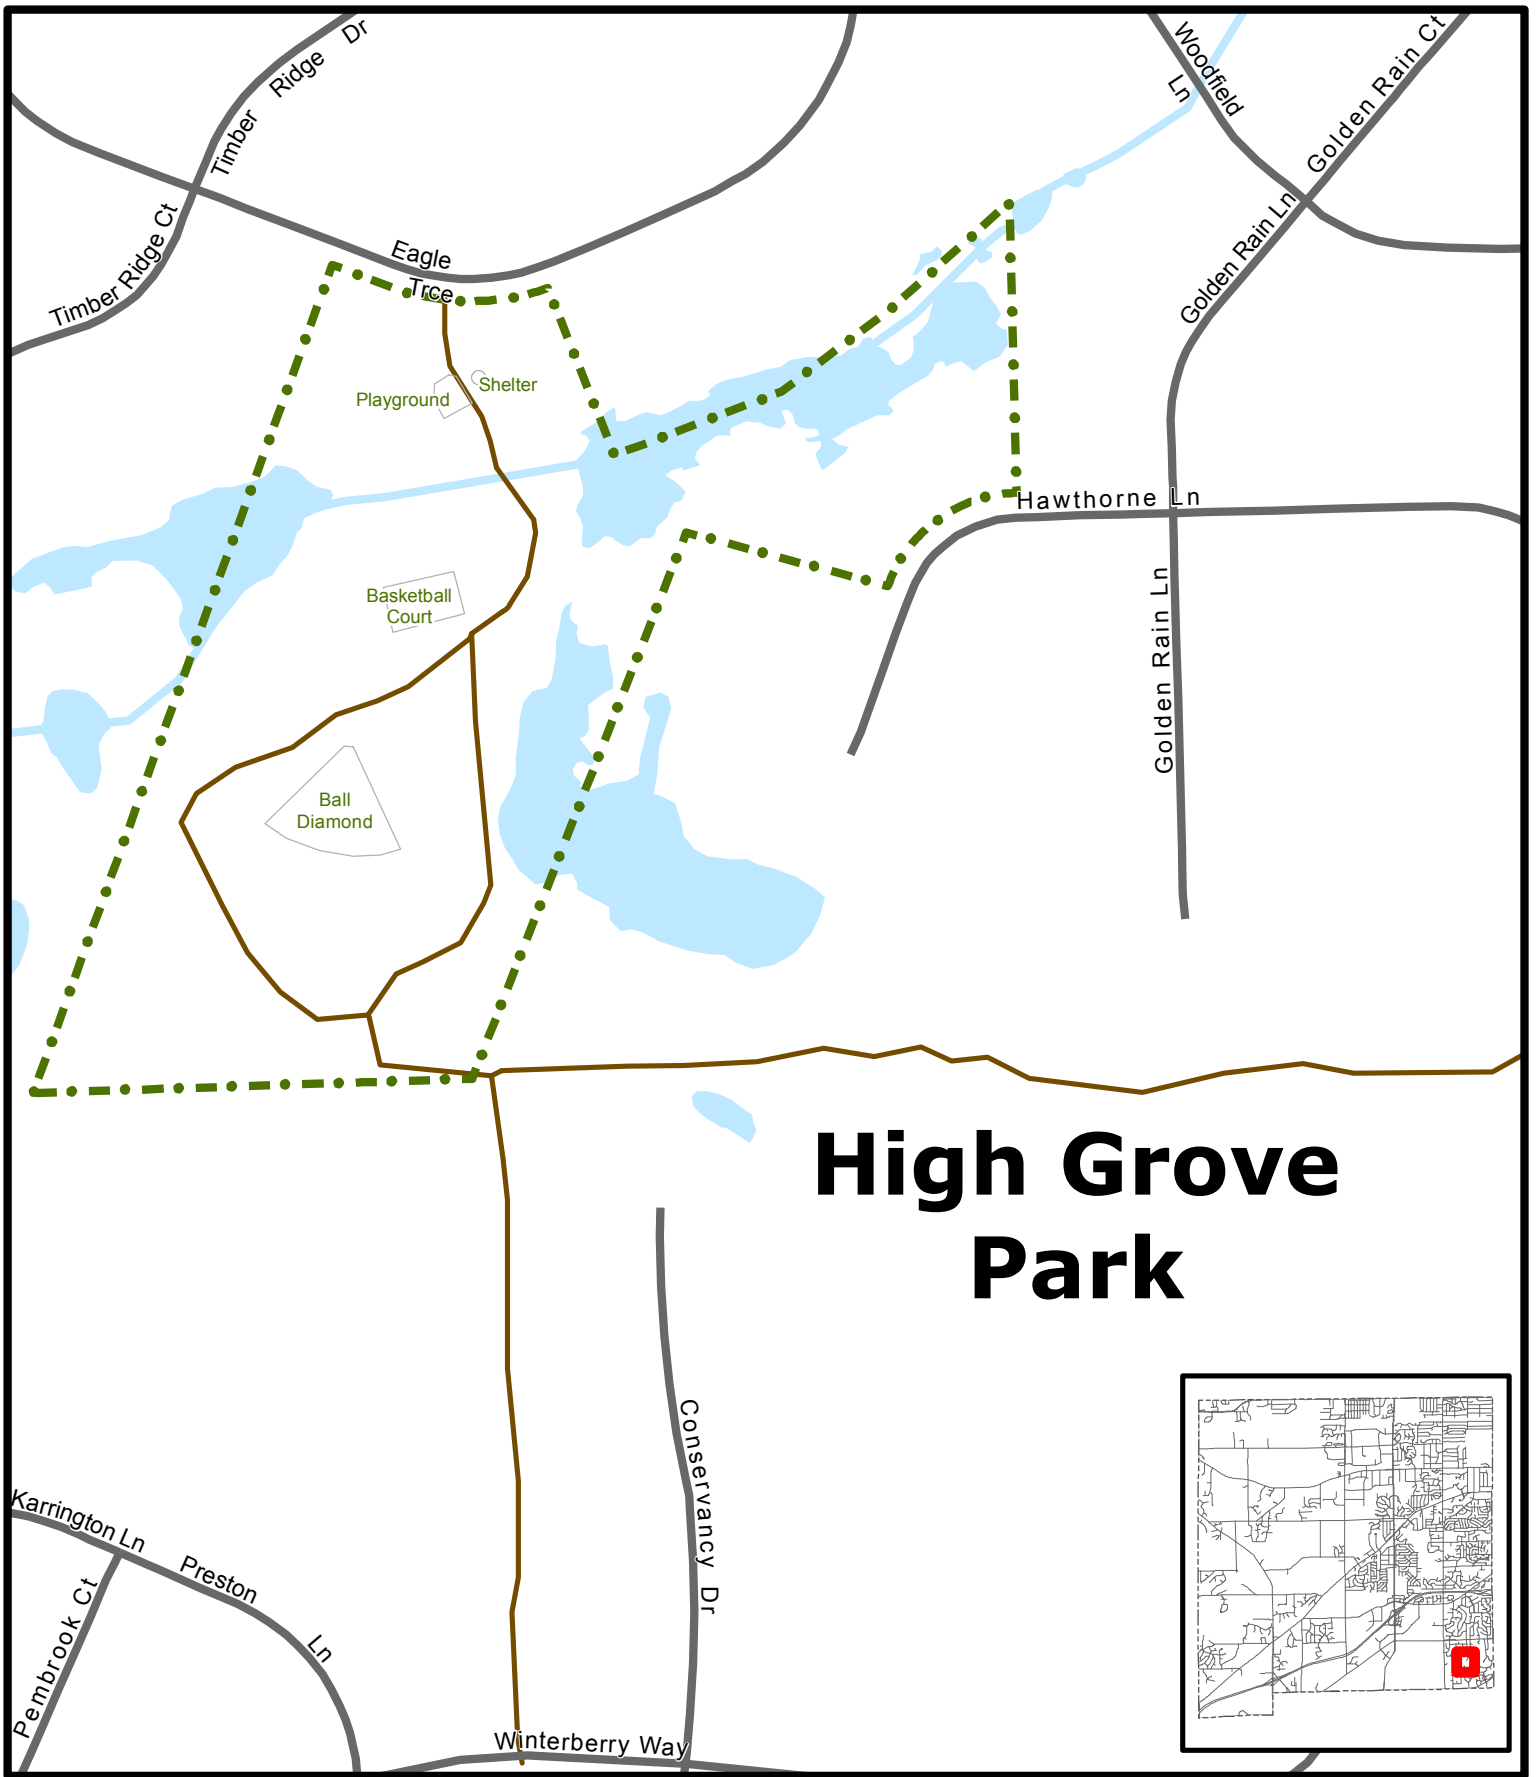 Timber Ridge Dr
Woodfield
Ln
Golden Rain Ct
Timber Ridge Ct
Golden Rain Ln
Eagle
Trce
Shelter
Playground
Hawthorne Ln
Basketball
Court
Golden Rain Ln
Ball
Diamond
High Grove
Park
Conservancy Dr
Karrington Ln
Preston Ln
Pembrook Ct
Winterberry Way